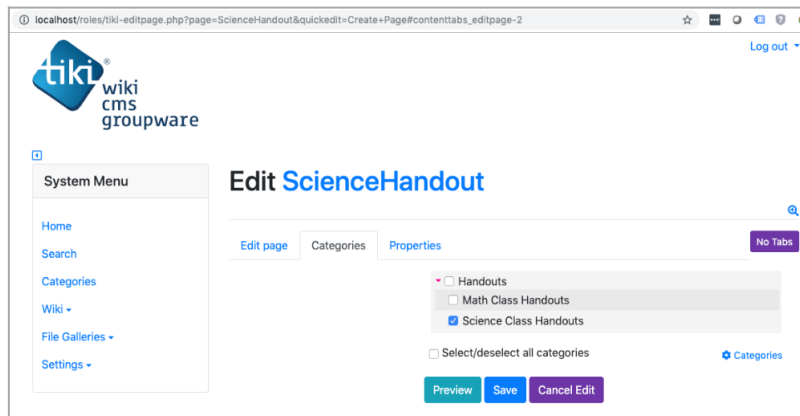 localhost/roles/tiki-editpage.php?page=ScienceHandout&quickedit=Create+Page#contenttabs_editpage-2
Log out
tiki®
wiki
cms
groupware
System Menu
Home
Search
Categories
Wiki
File Galleries
Settings
Edit ScienceHandout
Edit page Categories Properties No Tabs
Handouts
Math Class Handouts
Science Class Handouts
Select/deselect all categories Categories
Preview Save Cancel Edit